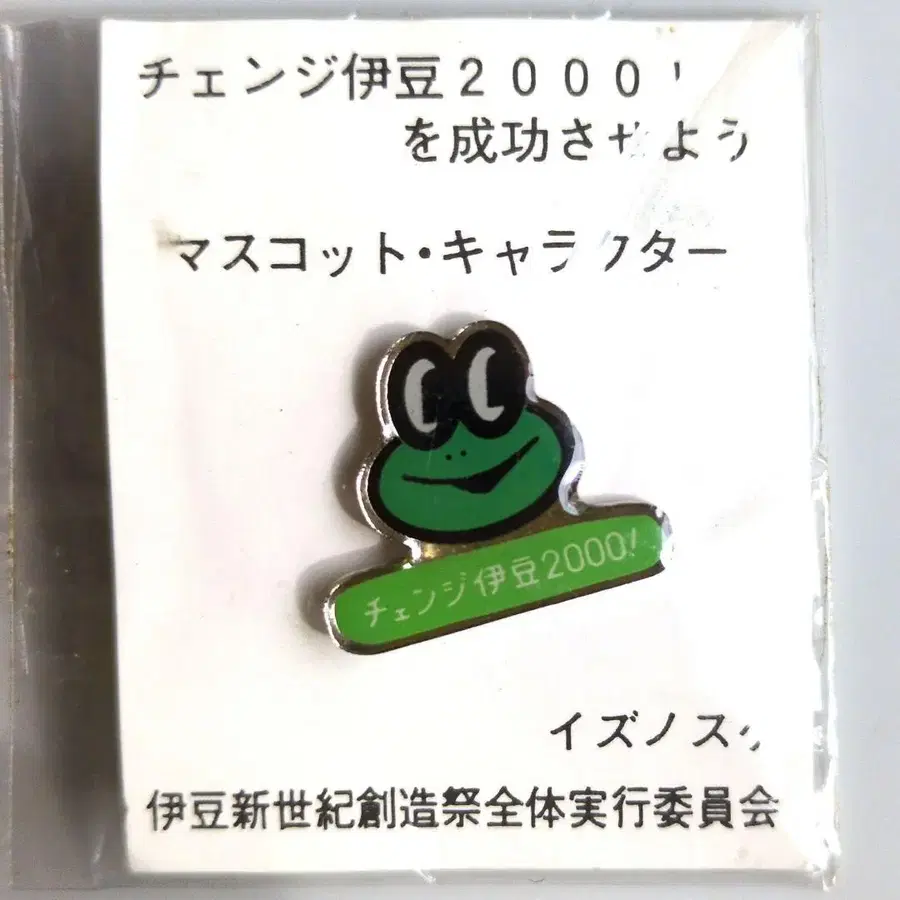 チェンジ伊豆2000!
を成功させよう
マスコット・キャラクター
チェンジ伊豆2000!
イズノスケ
伊豆新世紀創造祭全体実行委員会